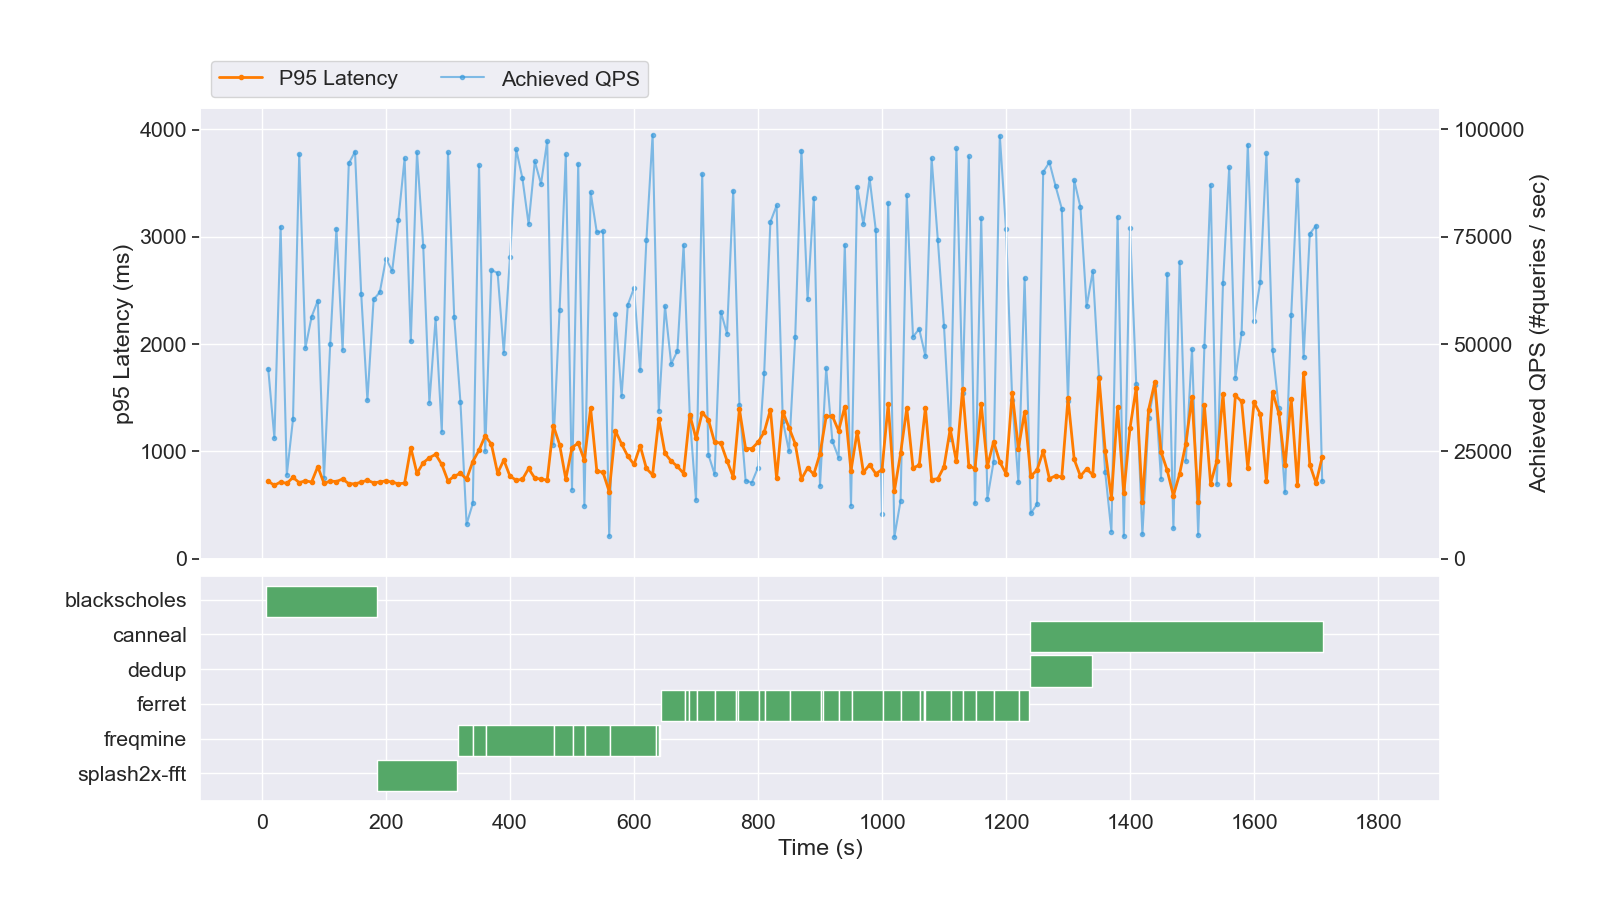 P95 Latency
Achieved QPS
4000
3000
2000
1000
0
p95 Latency (ms)
100000
75000
50000
25000
0
Achieved QPS (#queries / sec)
blackscholes
canneal
dedup
ferret
freqmine
splash2x-fft
0 200 400 600 800 1000 1200 1400 1600 1800
Time (s)